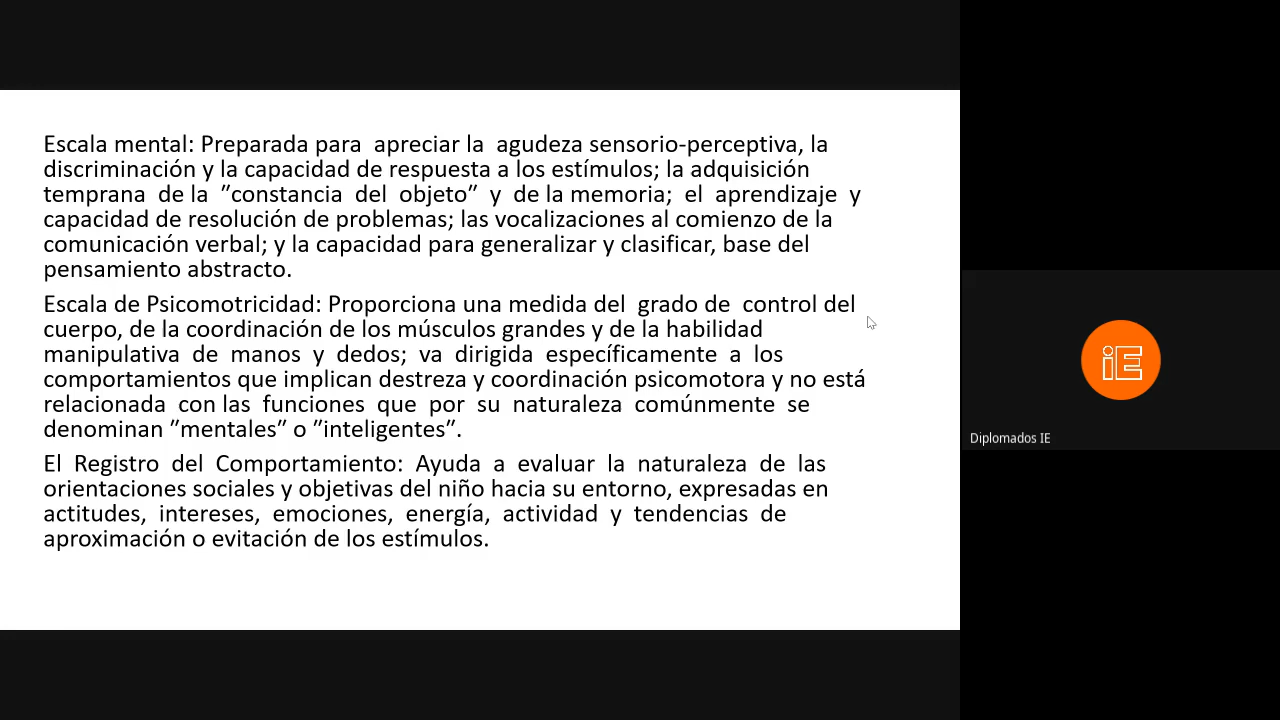 Escala mental: Preparada para apreciar la agudeza sensorio-perceptiva, la
discriminación y la capacidad de respuesta a los estímulos; la adquisición
temprana de la ”constancia del objeto” y de la memoria; el aprendizaje y
capacidad de resolución de problemas; las vocalizaciones al comienzo de la
comunicación verbal; y la capacidad para generalizar y clasificar, base del
pensamiento abstracto.
Escala de Psicomotricidad: Proporciona una medida del grado de control del
cuerpo, de la coordinación de los músculos grandes y de la habilidad
manipulativa de manos y dedos; va dirigida específicamente a los
comportamientos que implican destreza y coordinación psicomotora y no está
relacionada con las funciones que por su naturaleza comúnmente se
denominan ”mentales” o ”inteligentes”.
El Registro del Comportamiento: Ayuda a evaluar la naturaleza de las
orientaciones sociales y objetivas del niño hacia su entorno, expresadas en
actitudes, intereses, emociones, energía, actividad y tendencias de
aproximación o evitación de los estímulos.
iE
Diplomados IE